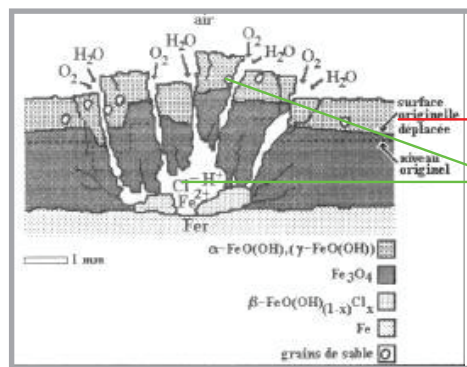 air
O₂
H₂O
O₂
H₂O
O₂
H₂O
O₂
H₂O
surface
originelle
déplacée
niveau
originel
Cl⁻ H⁺
Fe²⁺
Fer
1 mm
α-FeO(OH),(γ-FeO(OH))
Fe₃O₄
β-FeO(OH)₍₁₋ₓ₎Clₓ
Fe
grains de sable